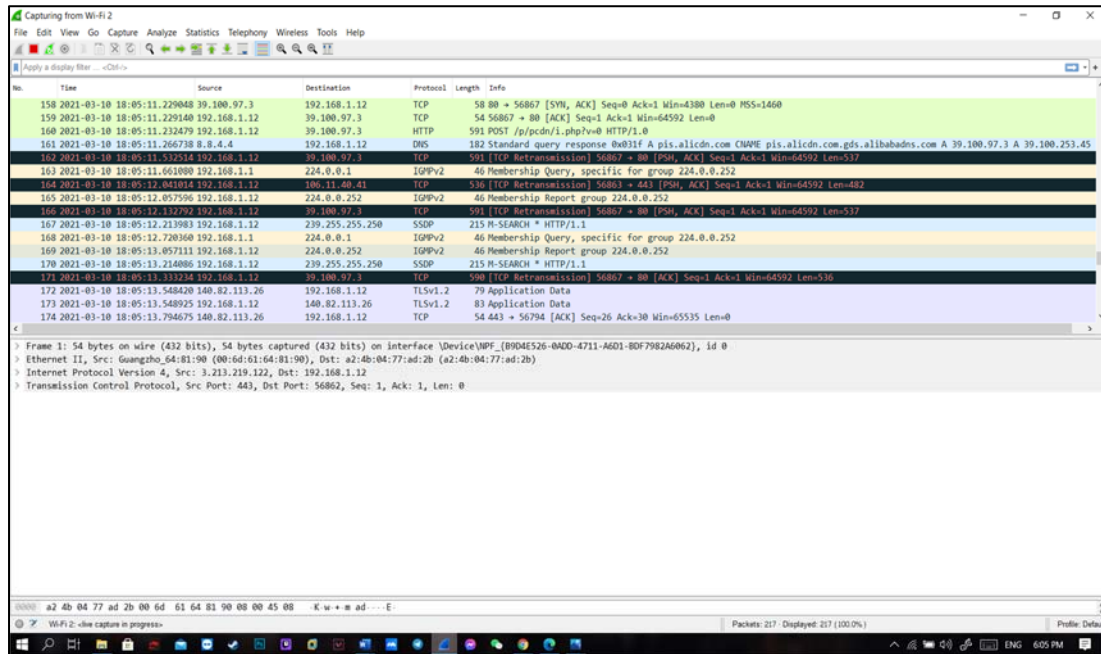 Capturing from Wi-Fi 2
File Edit View Go Capture Analyze Statistics Telephony Wireless Tools Help
Apply a display filter ... <Ctrl-/>
No. Time Source Destination Protocol Length Info
158 2021-03-10 18:05:11.229048 39.100.97.3 192.168.1.12 TCP 58 80 → 56867 [SYN, ACK] Seq=0 Ack=1 Win=4380 Len=0 MSS=1460
159 2021-03-10 18:05:11.229140 192.168.1.12 39.100.97.3 TCP 54 56867 → 80 [ACK] Seq=1 Ack=1 Win=64592 Len=0
160 2021-03-10 18:05:11.232479 192.168.1.12 39.100.97.3 HTTP 591 POST /p/pcdn/i.php?v=0 HTTP/1.0
161 2021-03-10 18:05:11.266738 8.8.4.4 192.168.1.12 DNS 182 Standard query response 0x031f A pis.alicdn.com CNAME pis.alicdn.com.gds.alibabadns.com A 39.100.97.3 A 39.100.253.45
162 2021-03-10 18:05:11.532514 192.168.1.12 39.100.97.3 TCP 591 [TCP Retransmission] 56867 → 80 [PSH, ACK] Seq=1 Ack=1 Win=64592 Len=537
163 2021-03-10 18:05:11.661080 192.168.1.1 224.0.0.1 IGMPv2 46 Membership Query, specific for group 224.0.0.252
164 2021-03-10 18:05:12.041014 192.168.1.12 106.11.40.41 TCP 536 [TCP Retransmission] 56863 → 443 [PSH, ACK] Seq=1 Ack=1 Win=64592 Len=482
165 2021-03-10 18:05:12.057596 192.168.1.12 224.0.0.252 IGMPv2 46 Membership Report group 224.0.0.252
166 2021-03-10 18:05:12.132792 192.168.1.12 39.100.97.3 TCP 591 [TCP Retransmission] 56867 → 80 [PSH, ACK] Seq=1 Ack=1 Win=64592 Len=537
167 2021-03-10 18:05:12.213983 192.168.1.12 239.255.255.250 SSDP 215 M-SEARCH * HTTP/1.1
168 2021-03-10 18:05:12.720360 192.168.1.1 224.0.0.1 IGMPv2 46 Membership Query, specific for group 224.0.0.252
169 2021-03-10 18:05:13.057111 192.168.1.12 224.0.0.252 IGMPv2 46 Membership Report group 224.0.0.252
170 2021-03-10 18:05:13.214086 192.168.1.12 239.255.255.250 SSDP 215 M-SEARCH * HTTP/1.1
171 2021-03-10 18:05:13.333234 192.168.1.12 39.100.97.3 TCP 590 [TCP Retransmission] 56867 → 80 [ACK] Seq=1 Ack=1 Win=64592 Len=536
172 2021-03-10 18:05:13.548420 140.82.113.26 192.168.1.12 TLSv1.2 79 Application Data
173 2021-03-10 18:05:13.548925 192.168.1.12 140.82.113.26 TLSv1.2 83 Application Data
174 2021-03-10 18:05:13.794675 140.82.113.26 192.168.1.12 TCP 54 443 → 56794 [ACK] Seq=26 Ack=30 Win=65535 Len=0
> Frame 1: 54 bytes on wire (432 bits), 54 bytes captured (432 bits) on interface \Device\NPF_{B9D4E526-0ADD-4711-A6D1-BDF7982A6062}, id 0
> Ethernet II, Src: Guangzho_64:81:90 (00:6d:61:64:81:90), Dst: a2:4b:04:77:ad:2b (a2:4b:04:77:ad:2b)
> Internet Protocol Version 4, Src: 3.213.219.122, Dst: 192.168.1.12
> Transmission Control Protocol, Src Port: 443, Dst Port: 56862, Seq: 1, Ack: 1, Len: 0
0000 a2 4b 04 77 ad 2b 00 6d 61 64 81 90 08 00 45 08 ·K·w·+·m ad····E·
Wi-Fi 2: <live capture in progress> Packets: 217 · Displayed: 217 (100.0%) Profile: Defau
ENG 6:05 PM